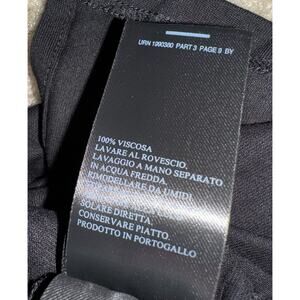 URN 1990380 PART 3 PAGE 9 BY
100% VISCOSA
LAVARE AL ROVESCIO,
LAVAGGIO A MANO SEPARATO
IN ACQUA FREDDA.
RIMODELLARE DA UMIDI
SOLARE DIRETTA.
CONSERVARE PIATTO.
PRODOTTO IN PORTOGALLO